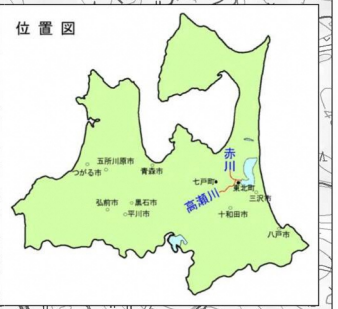 位置図
赤川
五所川原市
青森市
つがる市
七戸町
東北町
高瀬川
三沢市
弘前市
黒石市
十和田市
平川市
八戸市